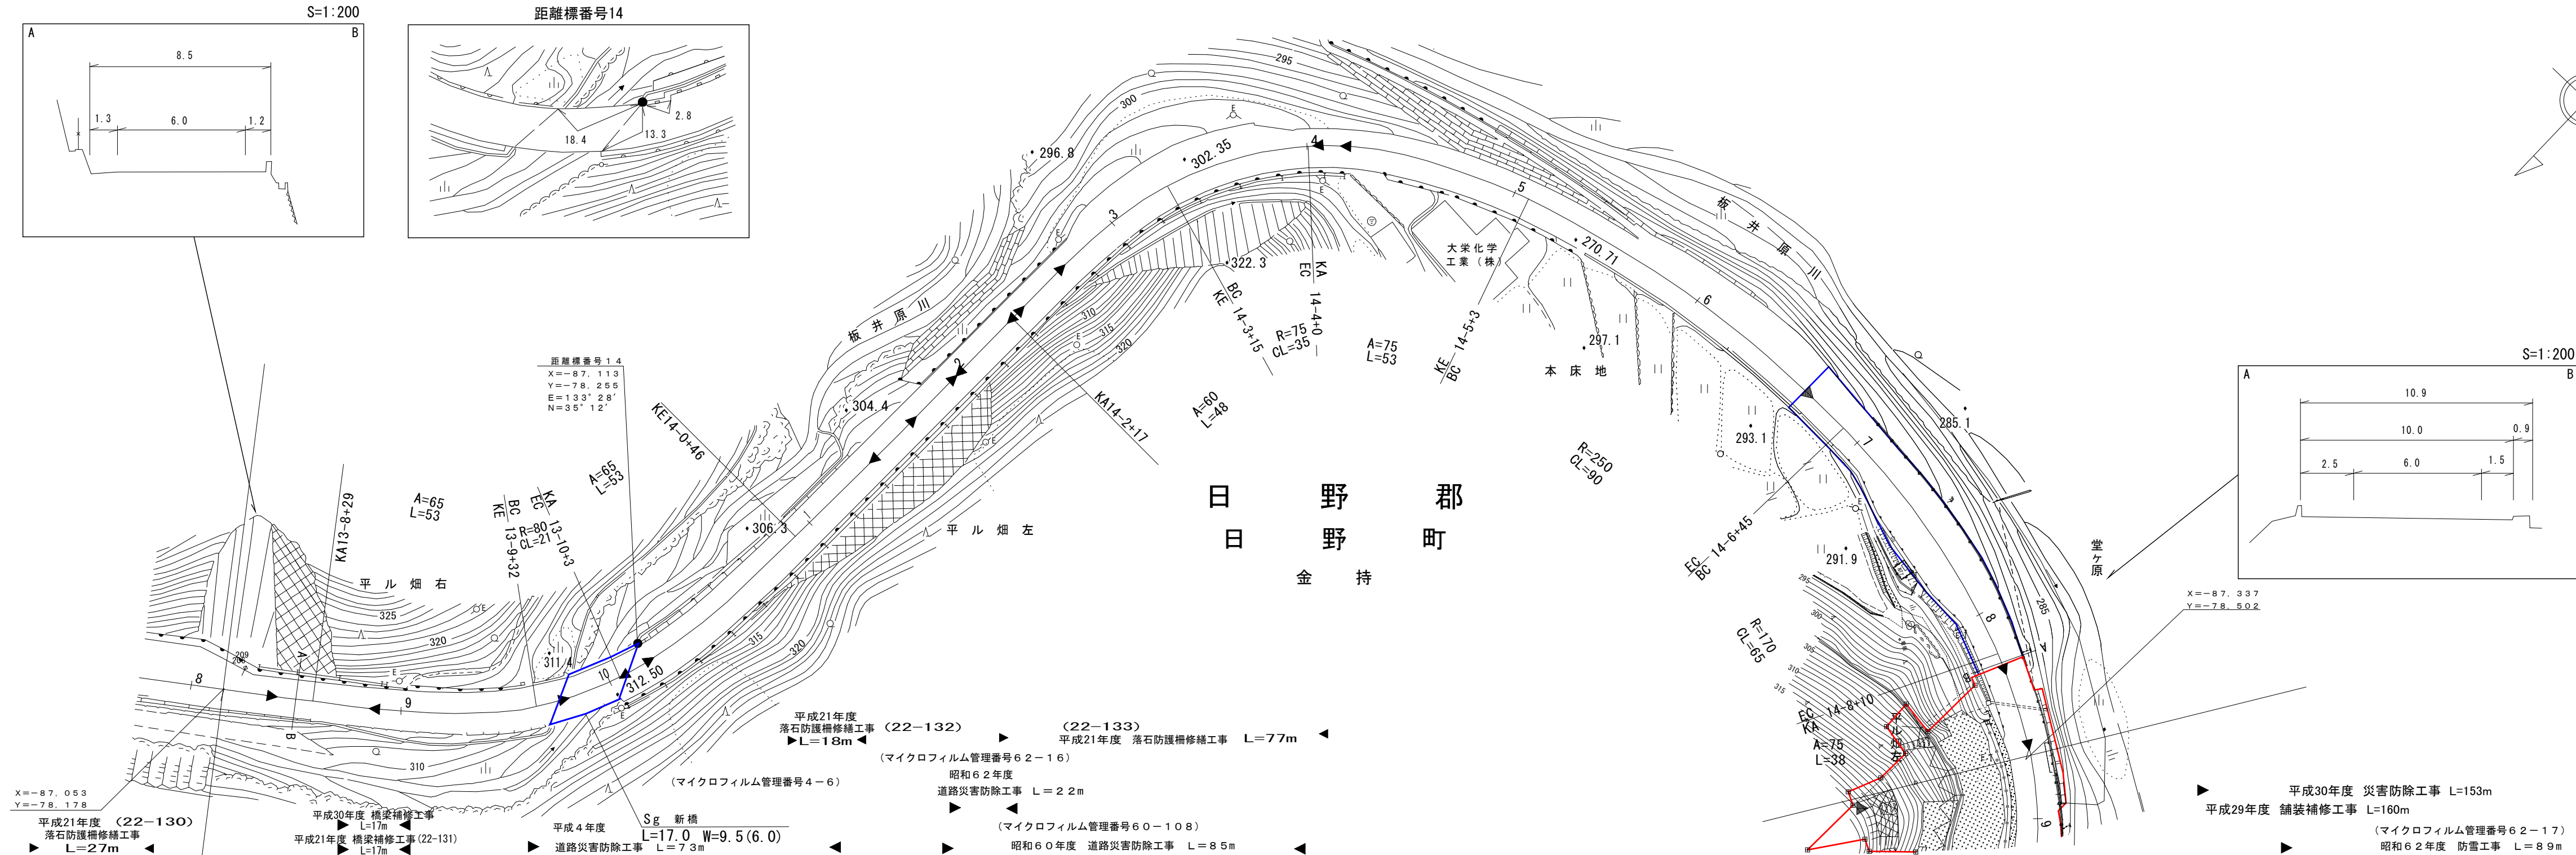 S=1:200
A B
8.5
1.3 6.0 1.2
距離標番号14
18.4
13.3
2.8
距離標番号14
X=-87, 113
Y=-78, 255
E=133°28′
N=35°12′
板井原川
295
300
296.8
302.35
322.3
304.4
306.3
311.4
312.50
310
315
320
315
320
325
320
310
KA13-8+29
A=65
L=53
BC
KE 13-9+32
R=80
CL=21
KA
EC 13-10+3
A=65
L=53
KE14-0+46
KA14-2+17
A=60
L=48
BC
KE 14-3+15
R=75
CL=35
KA
EC 14-4+0
A=75
L=53
KE
BC 14-5+3
大栄化学
工業(株)
270.71
297.1
本床地
R=250
CL=90
293.1
EC
BC 14-6+45
291.9
285.1
板井原川
堂ヶ原
285
R=170
CL=65
EC
KA 14-8+10
A=75
L=38
平ル畑左
295
300
305
310
315
平ル畑右
平ル畑左
日野郡
日野町
金持
8
9
10
1
2
3
4
5
6
7
8
9
209
A
B
A
B
S=1:200
A B
10.9
10.0 0.9
2.5 6.0 1.5
X=-87, 337
Y=-78, 502
X=-87, 053
Y=-78, 178
平成21年度 (22-130)
落石防護柵修繕工事
L=27m
平成30年度 橋梁補修工事
L=17m
平成21年度 橋梁補修工事(22-131)
L=17m
(マイクロフィルム管理番号4-6)
平成4年度
道路災害防除工事 L=73m
Sg 新橋
L=17.0 W=9.5(6.0)
平成21年度
落石防護柵修繕工事 (22-132)
L=18m
(22-133)
平成21年度 落石防護柵修繕工事 L=77m
(マイクロフィルム管理番号62-16)
昭和62年度
道路災害防除工事 L=22m
(マイクロフィルム管理番号60-108)
昭和60年度 道路災害防除工事 L=85m
平成30年度 災害防除工事 L=153m
平成29年度 舗装補修工事 L=160m
(マイクロフィルム管理番号62-17)
昭和62年度 防雪工事 L=89m